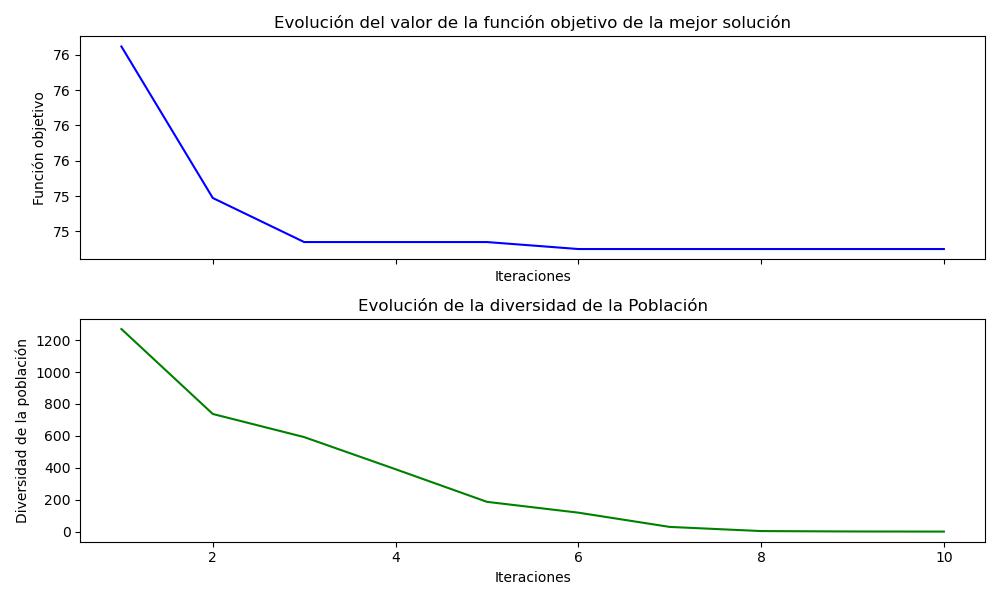 Evolución del valor de la función objetivo de la mejor solución
76
76
76
76
75
75
Función objetivo
Iteraciones
Evolución de la diversidad de la Población
1200
1000
800
600
400
200
0
Diversidad de la población
2 4 6 8 10
Iteraciones